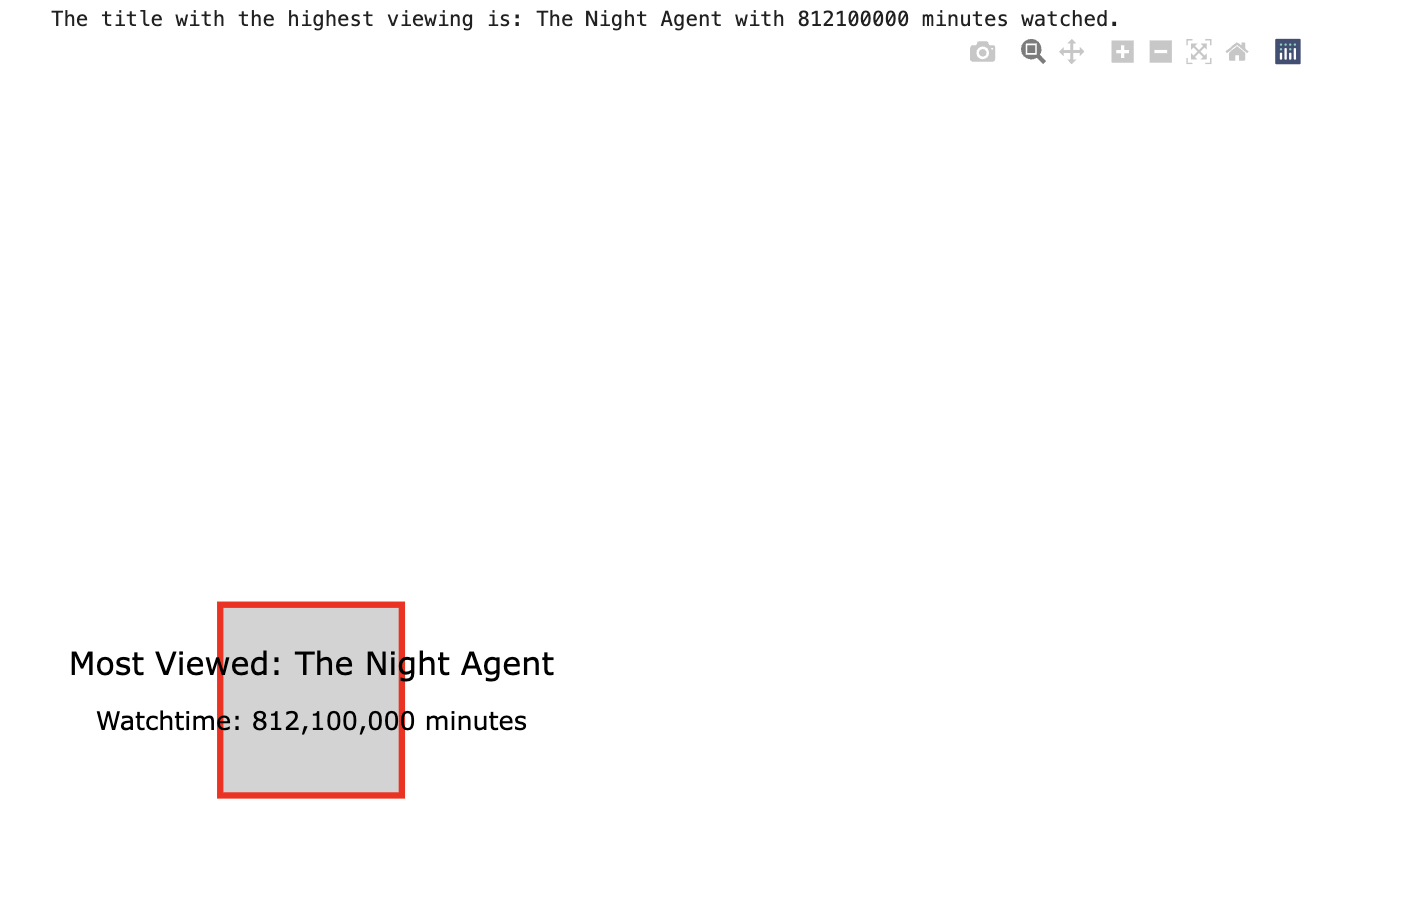 The title with the highest viewing is: The Night Agent with 812100000 minutes watched.
Most Viewed: The Night Agent
Watchtime: 812,100,000 minutes